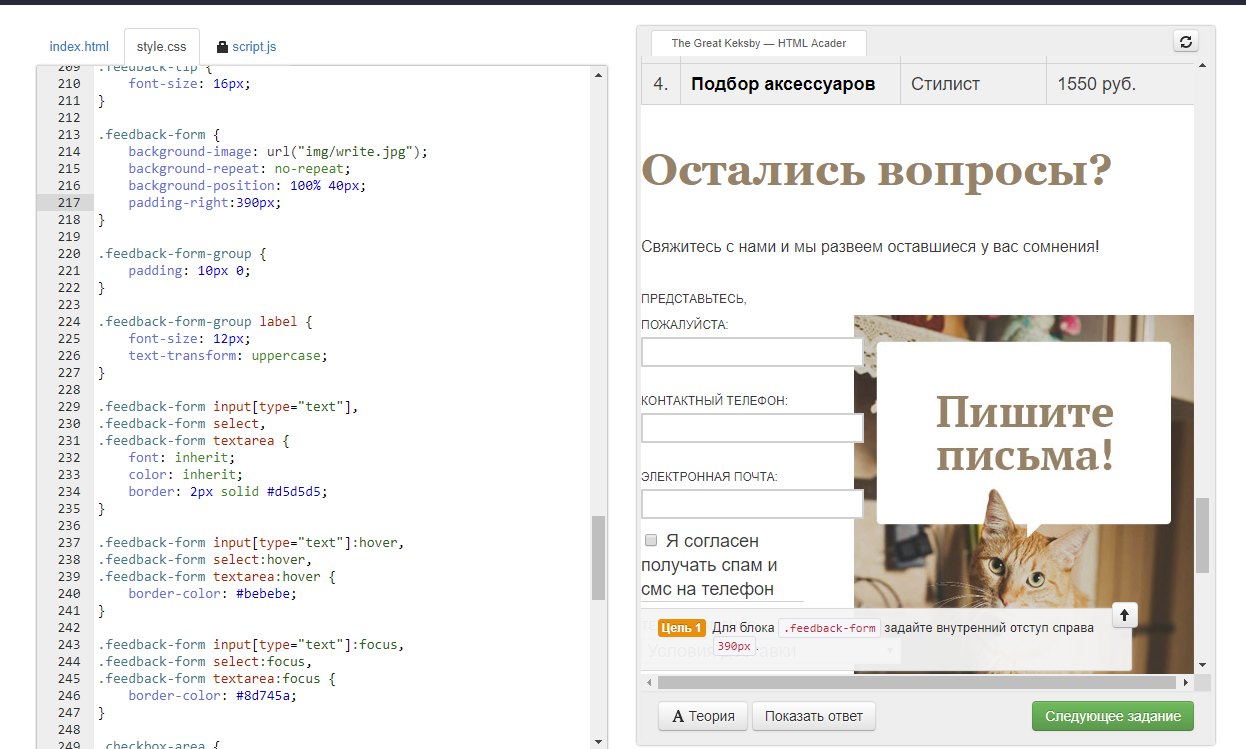 index.html style.css script.js
209 .feedback-tip {
210 font-size: 16px;
211 }
212
213 .feedback-form {
214 background-image: url("img/write.jpg");
215 background-repeat: no-repeat;
216 background-position: 100% 40px;
217 padding-right:390px;
218 }
219
220 .feedback-form-group {
221 padding: 10px 0;
222 }
223
224 .feedback-form-group label {
225 font-size: 12px;
226 text-transform: uppercase;
227 }
228
229 .feedback-form input[type="text"],
230 .feedback-form select,
231 .feedback-form textarea {
232 font: inherit;
233 color: inherit;
234 border: 2px solid #d5d5d5;
235 }
236
237 .feedback-form input[type="text"]:hover,
238 .feedback-form select:hover,
239 .feedback-form textarea:hover {
240 border-color: #bebebe;
241 }
242
243 .feedback-form input[type="text"]:focus,
244 .feedback-form select:focus,
245 .feedback-form textarea:focus {
246 border-color: #8d745a;
247 }
248
249 .checkbox-area {
The Great Keksby — HTML Acader
4. Подбор аксессуаров Стилист 1550 руб.
Остались вопросы?
Свяжитесь с нами и мы развеем оставшиеся у вас сомнения!
ПРЕДСТАВЬТЕСЬ,
ПОЖАЛУЙСТА:
КОНТАКТНЫЙ ТЕЛЕФОН:
ЭЛЕКТРОННАЯ ПОЧТА:
Я согласен
получать спам и
смс на телефон
Пишите
письма!
Цель 1 Для блока .feedback-form задайте внутренний отступ справа
390px.
Условия доставки
Теория Показать ответ Следующее задание